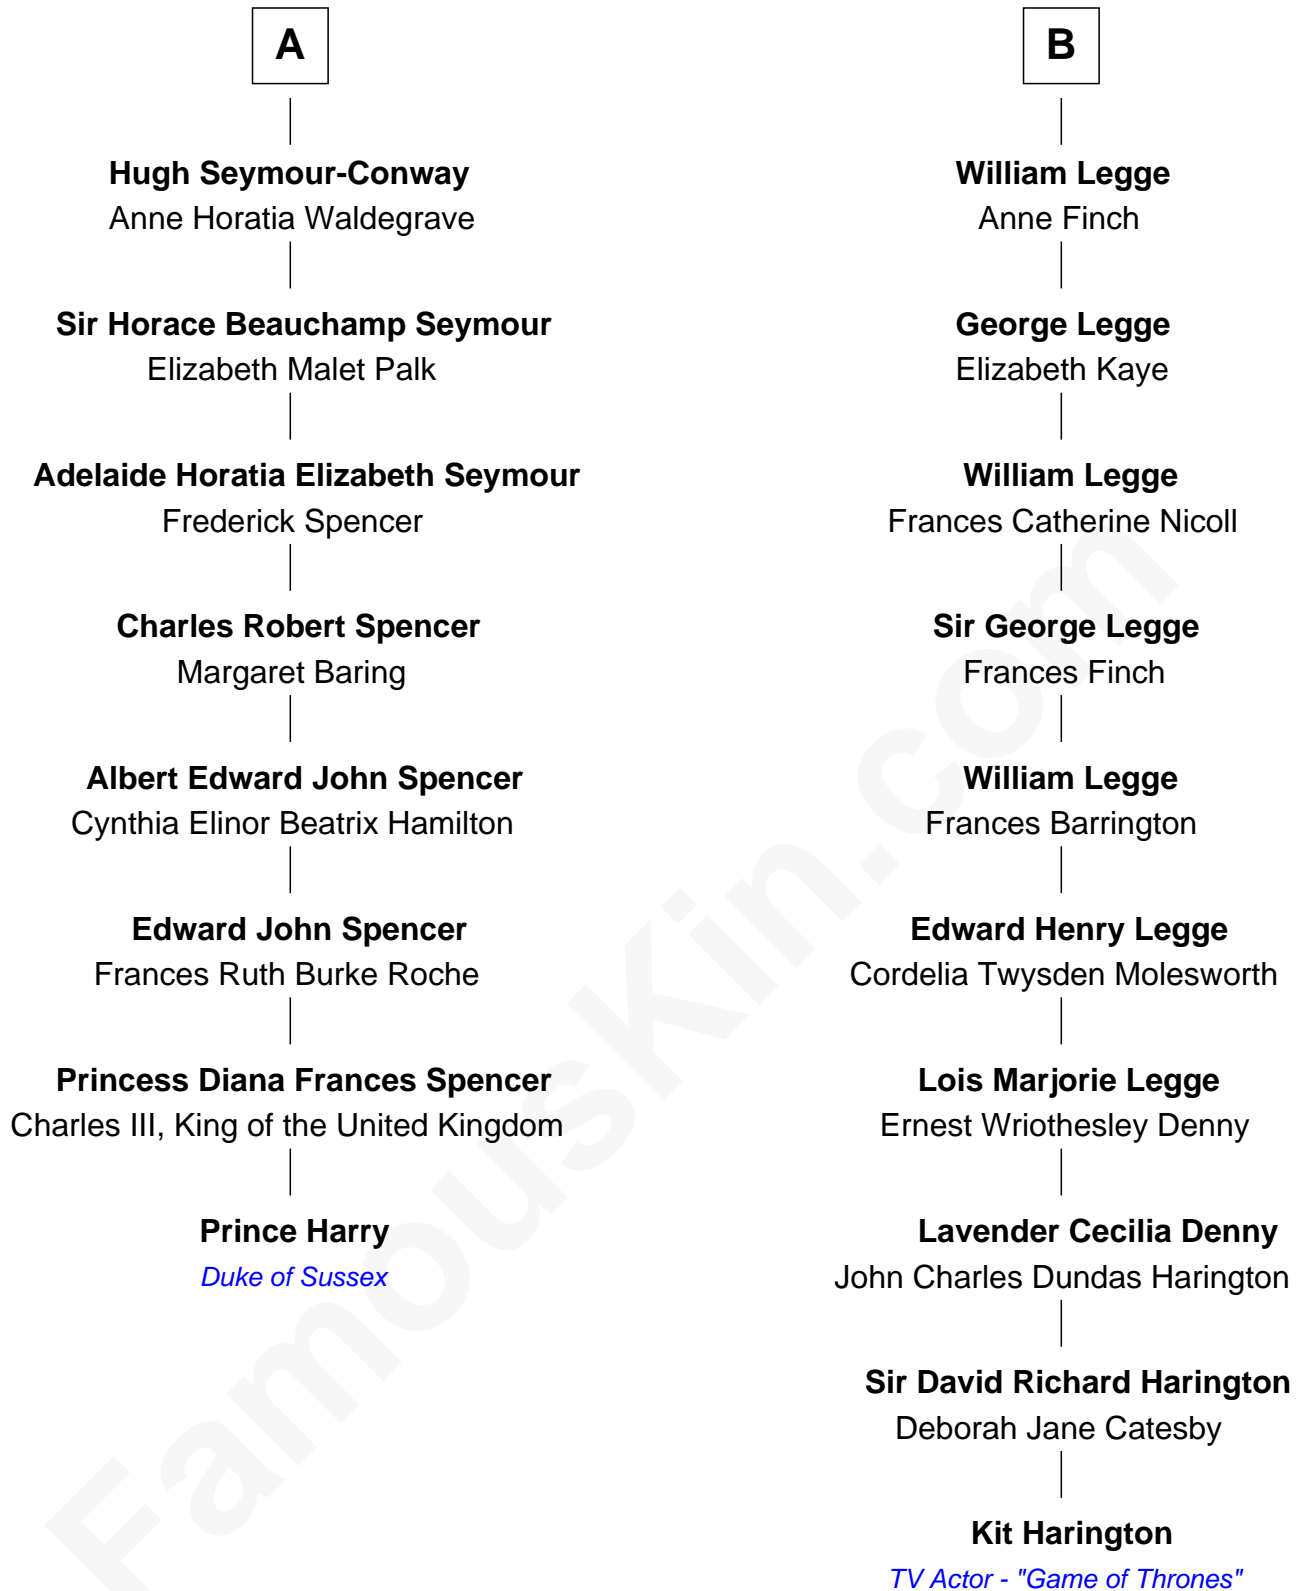 A
Hugh Seymour-Conway
Anne Horatia Waldegrave
Sir Horace Beauchamp Seymour
Elizabeth Malet Palk
Adelaide Horatia Elizabeth Seymour
Frederick Spencer
Charles Robert Spencer
Margaret Baring
Albert Edward John Spencer
Cynthia Elinor Beatrix Hamilton
Edward John Spencer
Frances Ruth Burke Roche
Princess Diana Frances Spencer
Charles III, King of the United Kingdom
Prince Harry
Duke of Sussex
B
William Legge
Anne Finch
George Legge
Elizabeth Kaye
William Legge
Frances Catherine Nicoll
Sir George Legge
Frances Finch
William Legge
Frances Barrington
Edward Henry Legge
Cordelia Twysden Molesworth
Lois Marjorie Legge
Ernest Wriothesley Denny
Lavender Cecilia Denny
John Charles Dundas Harington
Sir David Richard Harington
Deborah Jane Catesby
Kit Harington
TV Actor - "Game of Thrones"
FamousKin.com